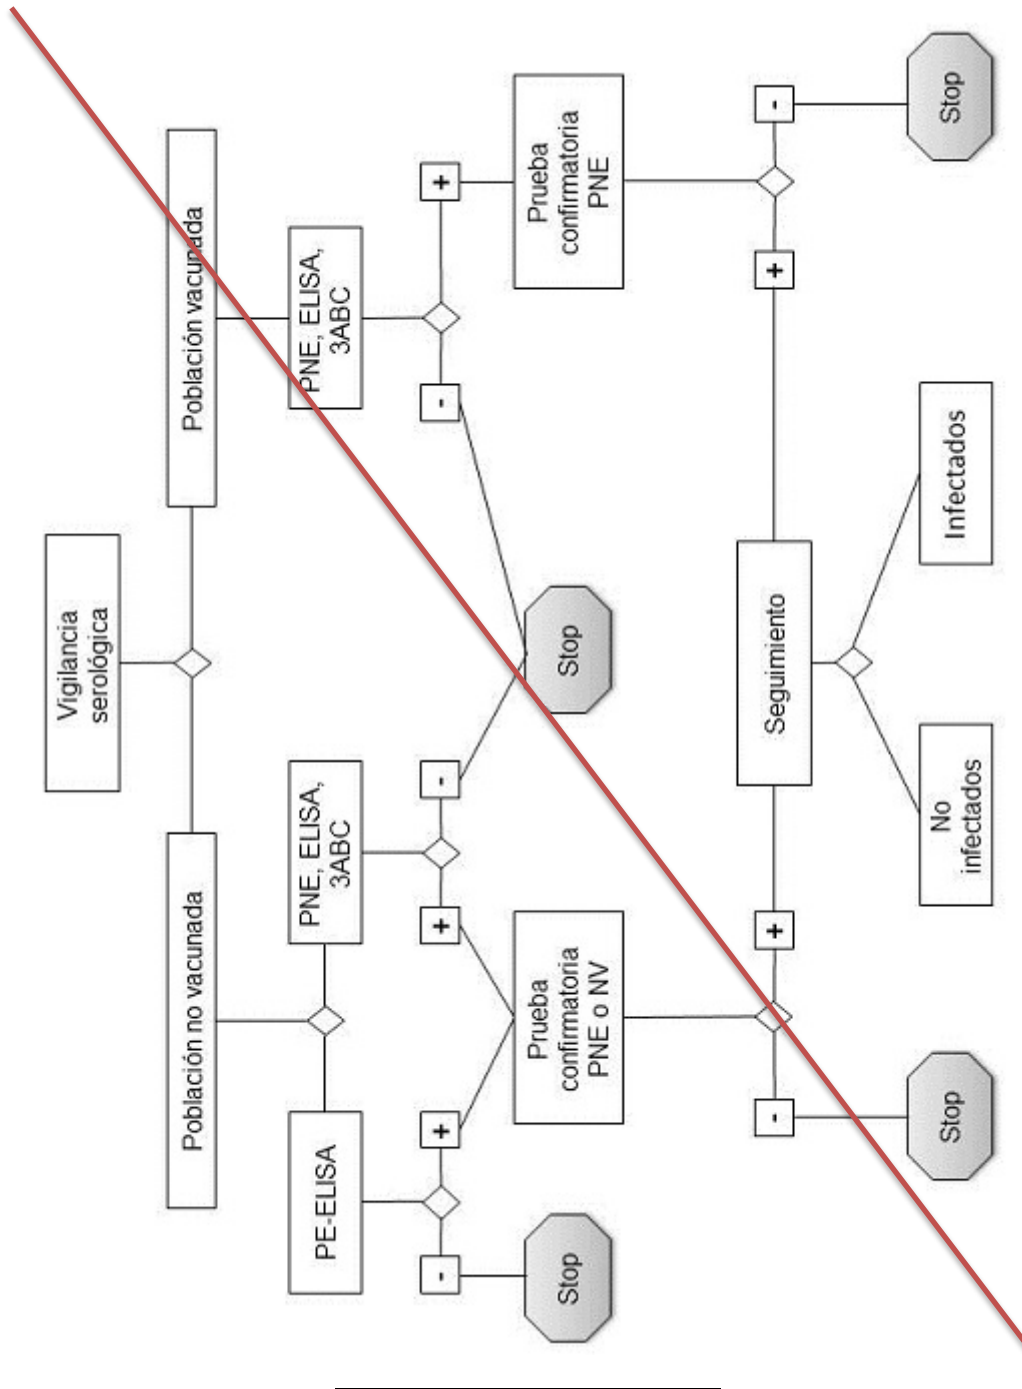 Vigilancia
serológica
Población no vacunada
Población vacunada
PE-ELISA
PNE, ELISA,
3ABC
PNE, ELISA,
3ABC
-
+
+
-
-
+
Stop
Prueba
confirmatoria
PNE o NV
Stop
Prueba
confirmatoria
PNE
-
+
Seguimiento
+
-
Stop
No
infectados
Infectados
Stop